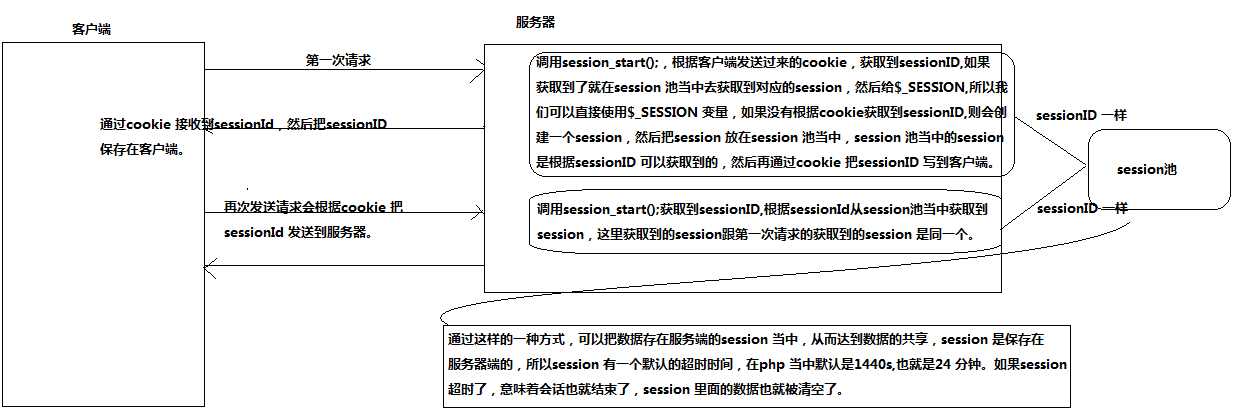 客户端
服务器
第一次请求
调用session_start();，根据客户端发送过来的cookie，获取到sessionID,如果
获取到了就在session 池当中去获取到对应的session，然后给$_SESSION,所以我
们可以直接使用$_SESSION 变量，如果没有根据cookie获取到sessionID,则会创
建一个session，然后把session 放在session 池当中，session 池当中的session
是根据sessionID 可以获取到的，然后再通过cookie 把sessionID 写到客户端。
通过cookie 接收到sessionId，然后把sessionID
保存在客户端。
sessionID 一样
session池
再次发送请求会根据cookie 把
sessionId 发送到服务器。
调用session_start();获取到sessionID,根据sessionId从session池当中获取到
session，这里获取到的session跟第一次请求的获取到的session 是同一个。
sessionID 一样
通过这样的一种方式，可以把数据存在服务端的session 当中，从而达到数据的共享，session 是保存在
服务器端的，所以session 有一个默认的超时时间，在php 当中默认是1440s,也就是24 分钟。如果session
超时了，意味着会话也就结束了，session 里面的数据也就被清空了。